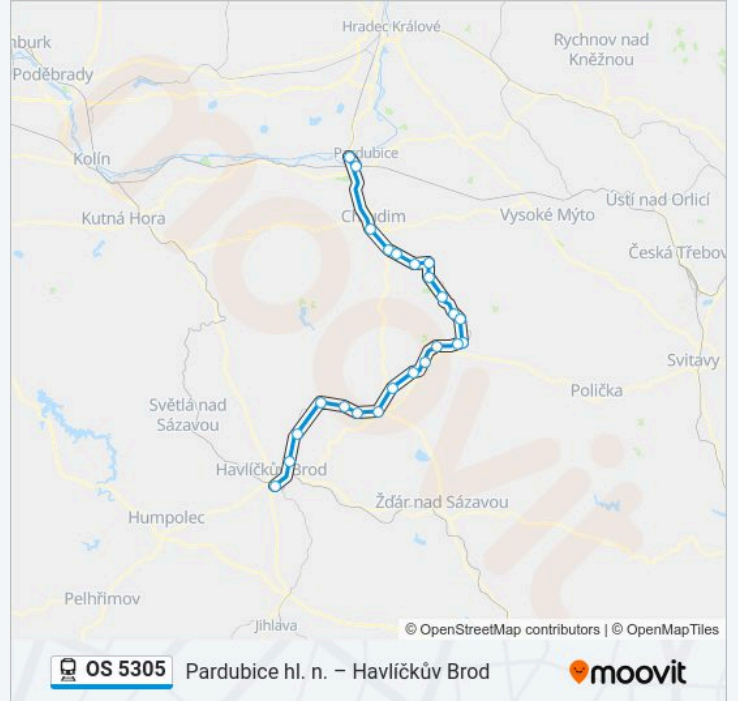 Hradec Králové
Rychnov nad
Kněžnou
nburk
Poděbrady
Kolín
Pardubice
Kutná Hora
Chrudim
Vysoké Mýto
Ústí nad Orlicí
Česká Třebov
Svitavy
Polička
Světlá nad
Sázavou
Havlíčkův Brod
Žďár nad Sázavou
Humpolec
Pelhřimov
Jihlava
moovit
© OpenStreetMap contributors | © OpenMapTiles
OS 5305 Pardubice hl. n. – Havlíčkův Brod
moovit